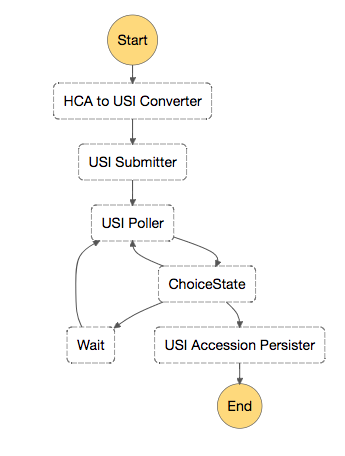 Start
HCA to USI Converter
USI Submitter
USI Poller
ChoiceState
Wait
USI Accession Persister
End